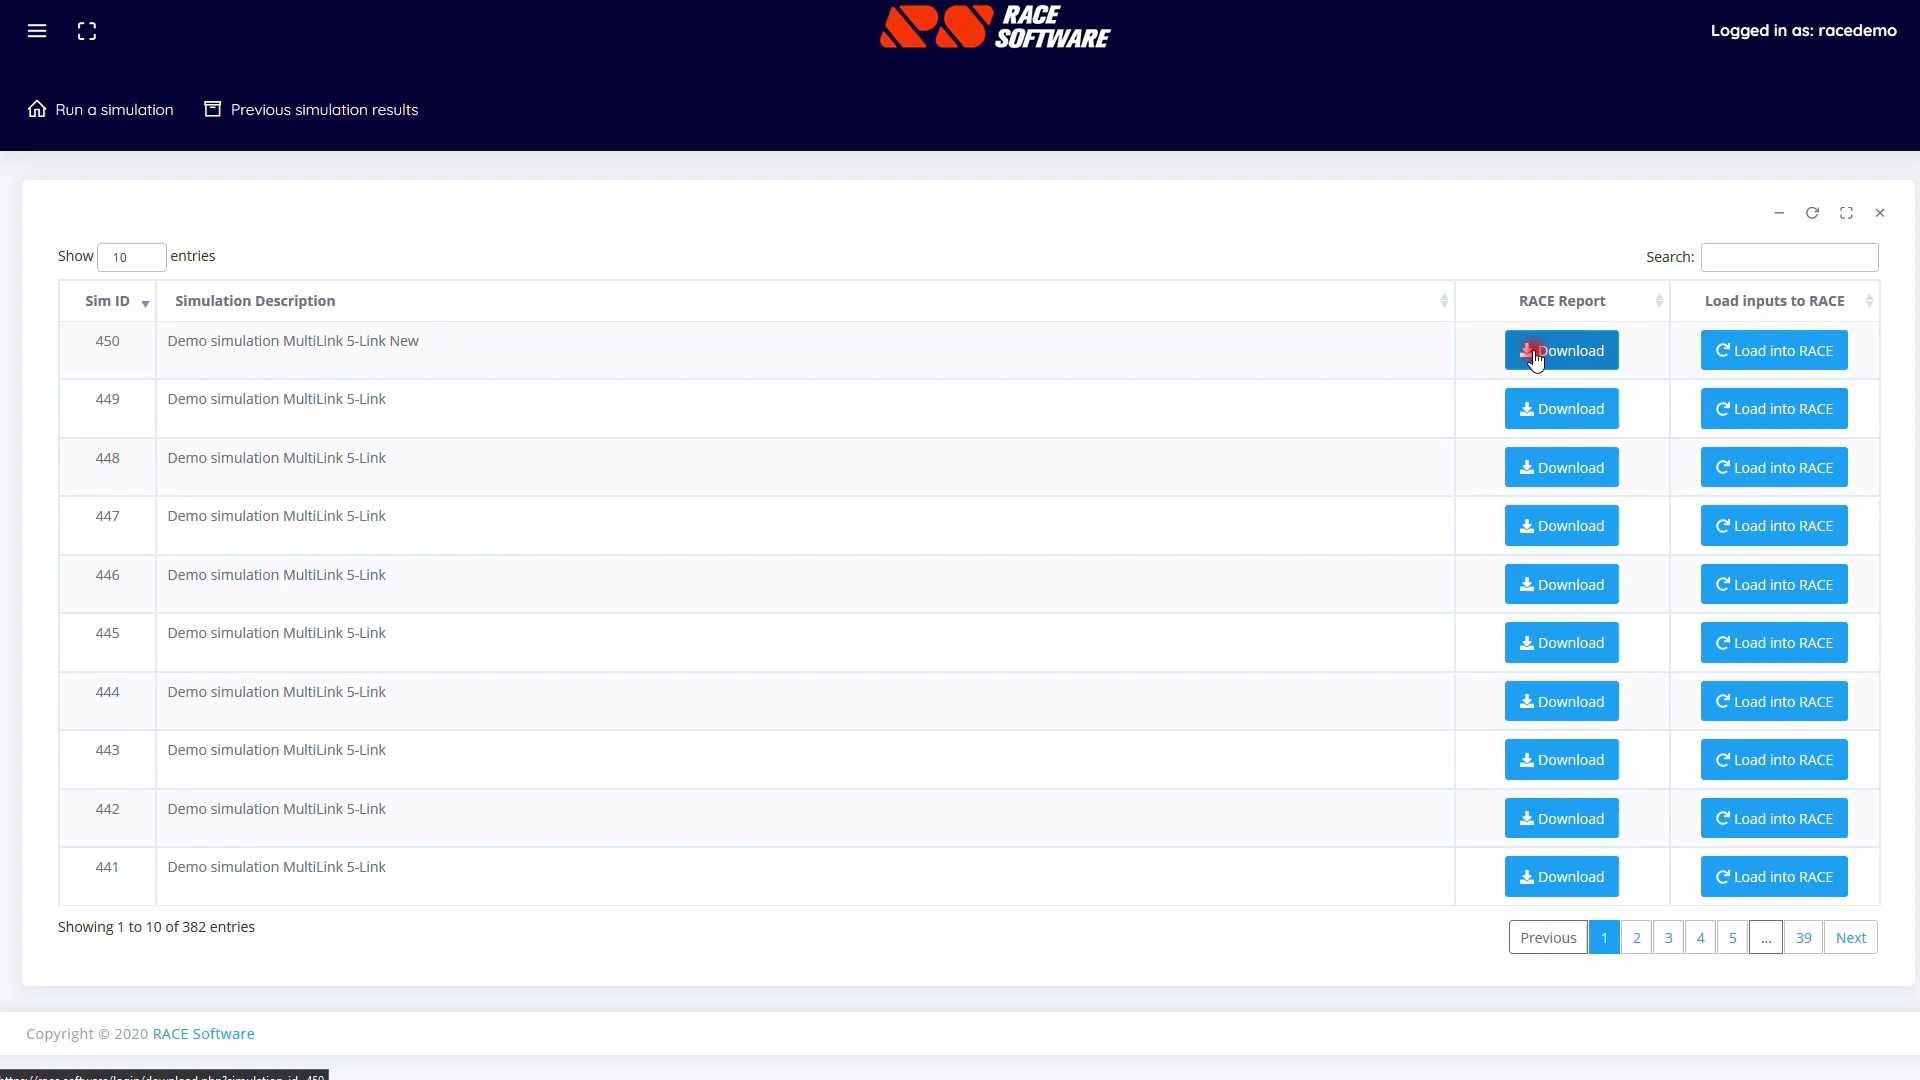 RACE
SOFTWARE
Logged in as: racedemo
Run a simulation
Previous simulation results
Show 10 entries
Search:
Sim ID
Simulation Description
RACE Report
Load inputs to RACE
450
Demo simulation MultiLink 5-Link New
Download
Load into RACE
449
Demo simulation MultiLink 5-Link
Download
Load into RACE
448
Demo simulation MultiLink 5-Link
Download
Load into RACE
447
Demo simulation MultiLink 5-Link
Download
Load into RACE
446
Demo simulation MultiLink 5-Link
Download
Load into RACE
445
Demo simulation MultiLink 5-Link
Download
Load into RACE
444
Demo simulation MultiLink 5-Link
Download
Load into RACE
443
Demo simulation MultiLink 5-Link
Download
Load into RACE
442
Demo simulation MultiLink 5-Link
Download
Load into RACE
441
Demo simulation MultiLink 5-Link
Download
Load into RACE
Showing 1 to 10 of 382 entries
Previous 1 2 3 4 5 ... 39 Next
Copyright © 2020 RACE Software